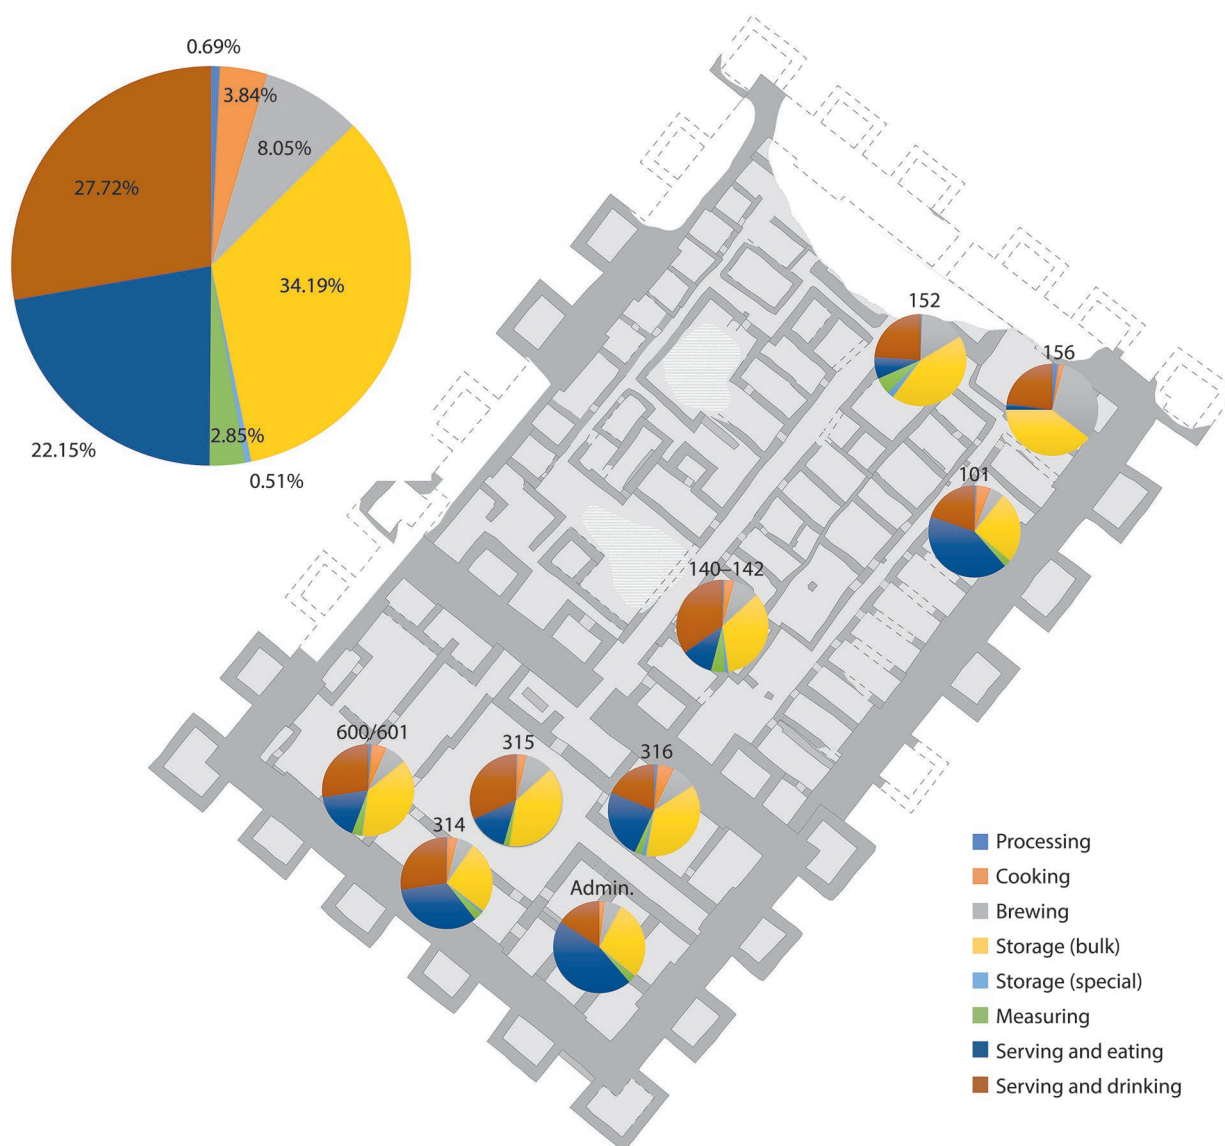 0.69%
3.84%
8.05%
27.72%
34.19%
22.15%
2.85%
0.51%
152
156
101
140–142
600/601
315
316
314
Admin.
Processing
Cooking
Brewing
Storage (bulk)
Storage (special)
Measuring
Serving and eating
Serving and drinking